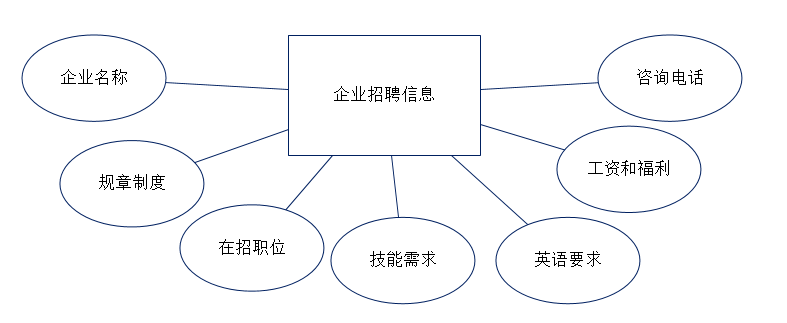 企业招聘信息
企业名称
咨询电话
规章制度
工资和福利
在招职位
技能需求
英语要求